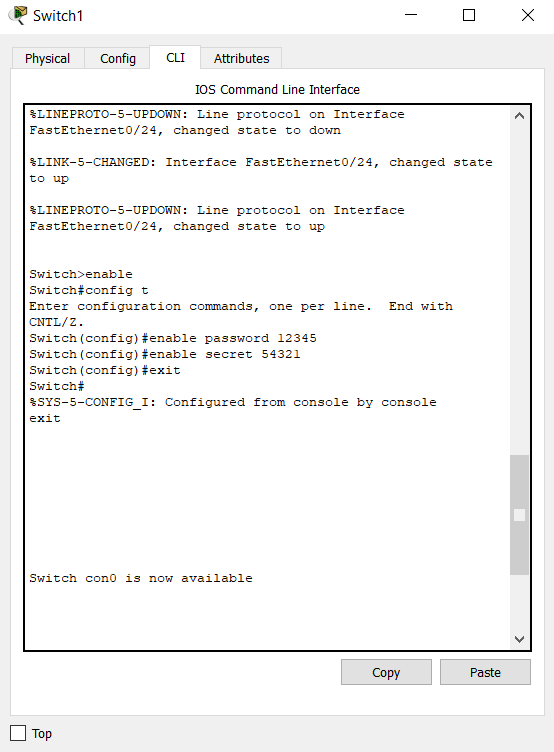 Switch1
Physical Config CLI Attributes
IOS Command Line Interface
%LINEPROTO-5-UPDOWN: Line protocol on Interface
FastEthernet0/24, changed state to down
%LINK-5-CHANGED: Interface FastEthernet0/24, changed state
to up
%LINEPROTO-5-UPDOWN: Line protocol on Interface
FastEthernet0/24, changed state to up
Switch>enable
Switch#config t
Enter configuration commands, one per line.  End with
CNTL/Z.
Switch(config)#enable password 12345
Switch(config)#enable secret 54321
Switch(config)#exit
Switch#
%SYS-5-CONFIG_I: Configured from console by console
exit
Switch con0 is now available
Copy Paste
Top